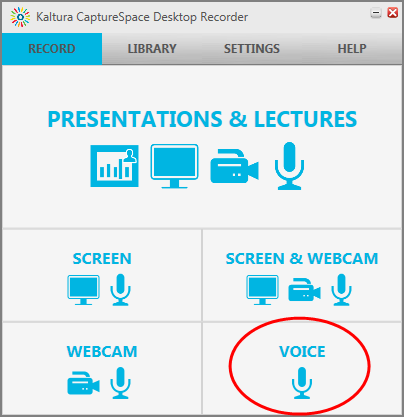 Kaltura CaptureSpace Desktop Recorder
RECORD LIBRARY SETTINGS HELP
PRESENTATIONS & LECTURES
SCREEN SCREEN & WEBCAM
WEBCAM VOICE